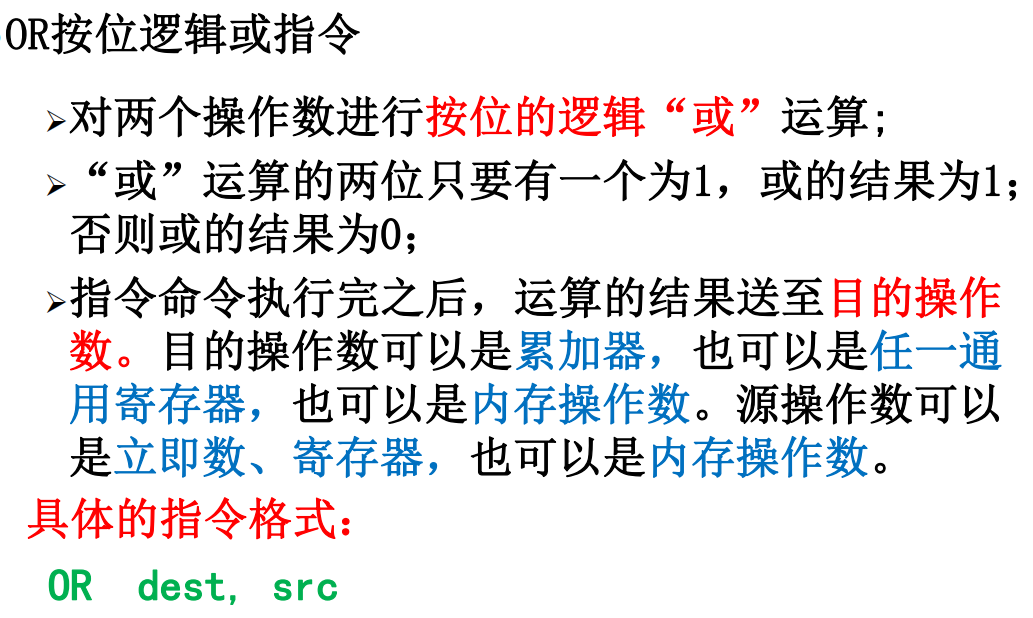 OR按位逻辑或指令
➢对两个操作数进行按位的逻辑“或”运算;
➢“或”运算的两位只要有一个为1，或的结果为1;
否则或的结果为0;
➢指令命令执行完之后，运算的结果送至目的操作
数。目的操作数可以是累加器，也可以是任一通
用寄存器，也可以是内存操作数。源操作数可以
是立即数、寄存器，也可以是内存操作数。
具体的指令格式：
OR dest, src